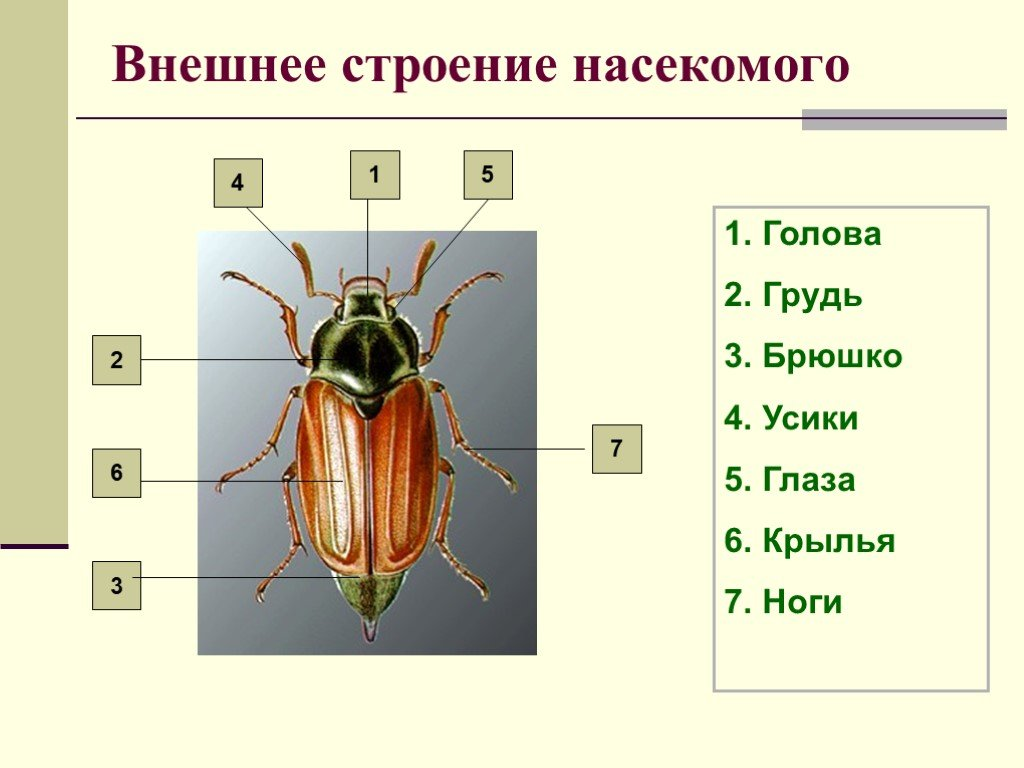 Внешнее строение насекомого
4
1
5
2
7
6
3
1. Голова
2. Грудь
3. Брюшко
4. Усики
5. Глаза
6. Крылья
7. Ноги